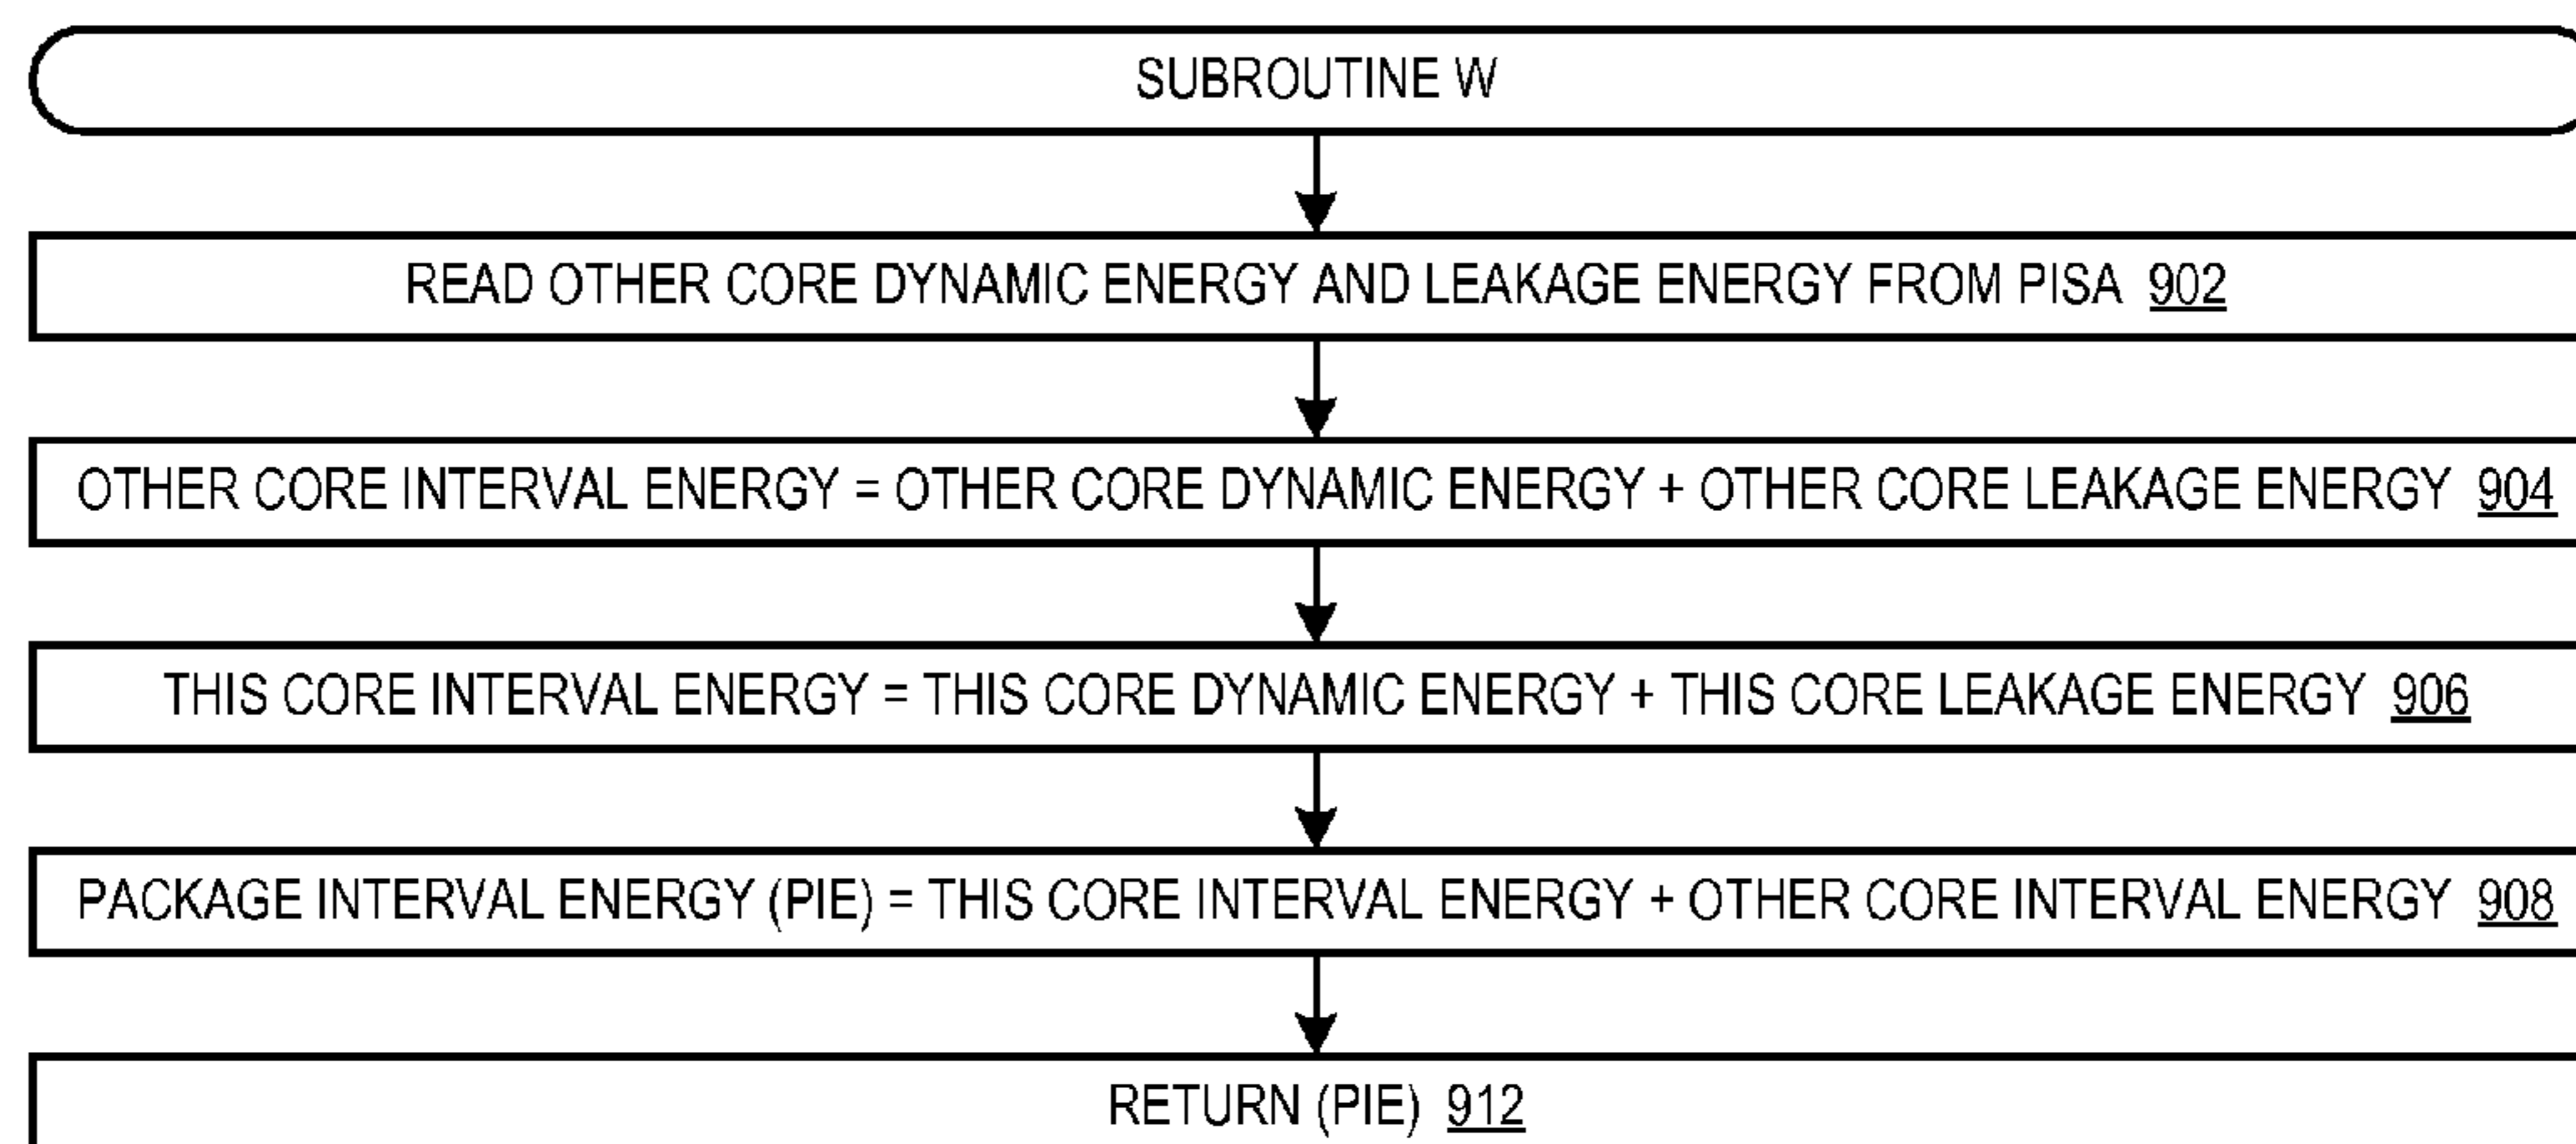 SUBROUTINE W
READ OTHER CORE DYNAMIC ENERGY AND LEAKAGE ENERGY FROM PISA 902
OTHER CORE INTERVAL ENERGY = OTHER CORE DYNAMIC ENERGY + OTHER CORE LEAKAGE ENERGY 904
THIS CORE INTERVAL ENERGY = THIS CORE DYNAMIC ENERGY + THIS CORE LEAKAGE ENERGY 906
PACKAGE INTERVAL ENERGY (PIE) = THIS CORE INTERVAL ENERGY + OTHER CORE INTERVAL ENERGY 908
RETURN (PIE) 912